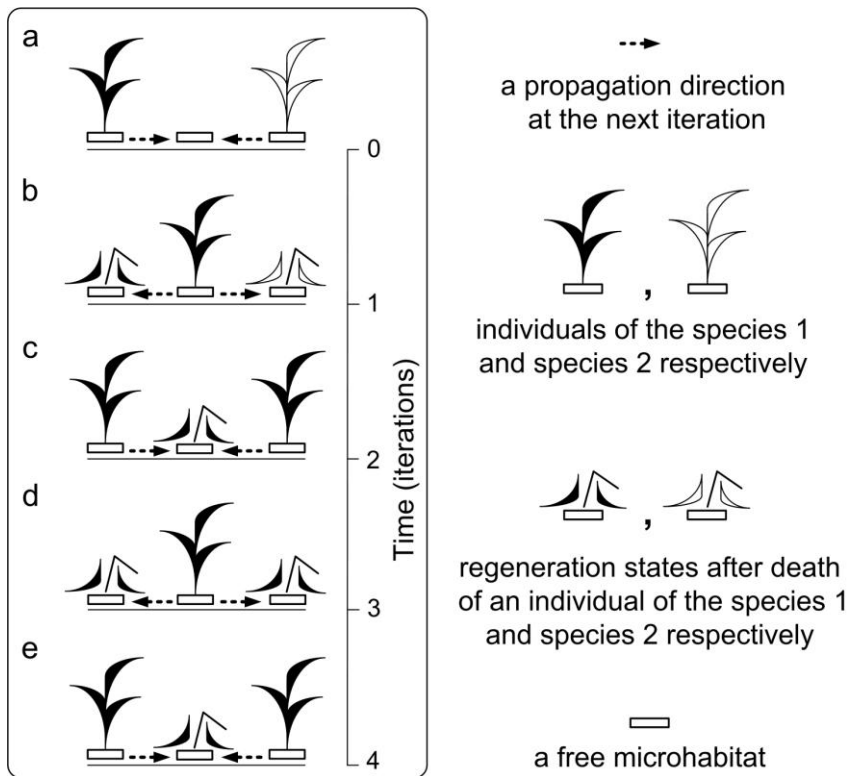 a
0
b
1
c
2
d
3
e
4
Time (iterations)
a propagation direction
at the next iteration
,
individuals of the species 1
and species 2 respectively
,
regeneration states after death
of an individual of the species 1
and species 2 respectively
a free microhabitat